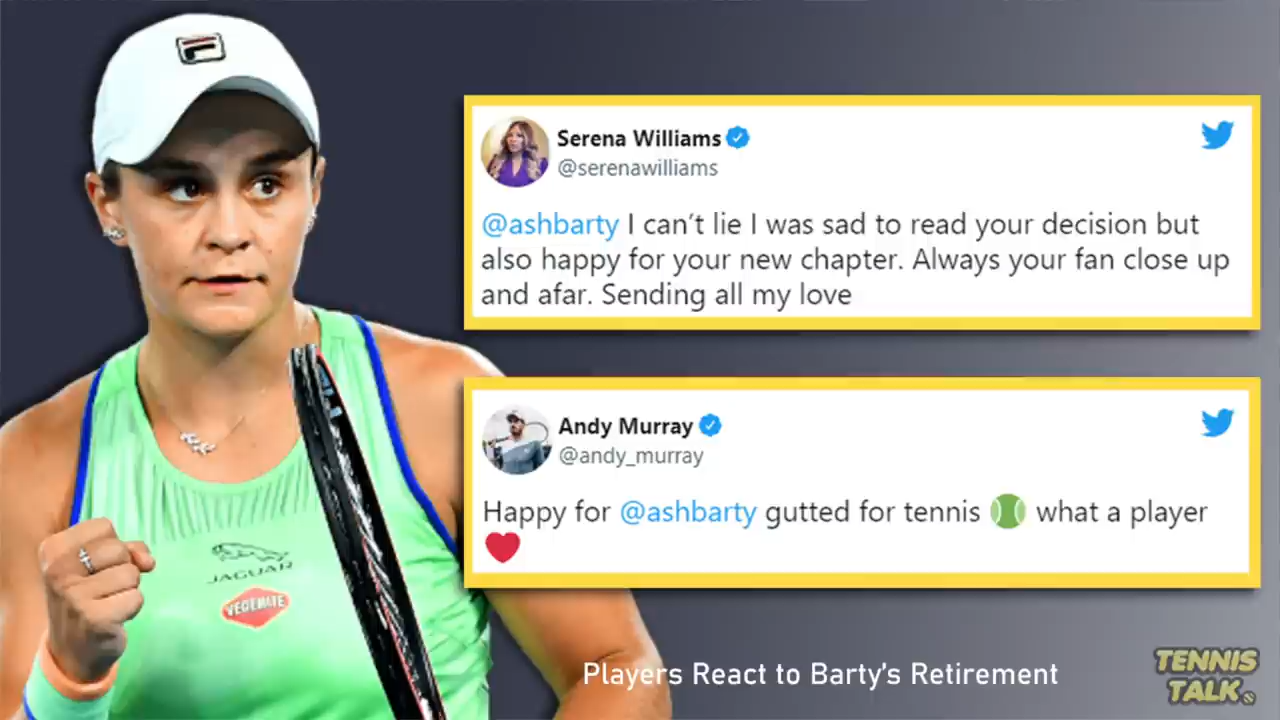 Serena Williams
@serenawilliams
@ashbarty I can't lie I was sad to read your decision but
also happy for your new chapter. Always your fan close up
and afar. Sending all my love
Andy Murray
@andy_murray
Happy for @ashbarty gutted for tennis 🎾 what a player
❤️
JAGUAR
VEGEMITE
Players React to Barty's Retirement
TENNIS
TALK